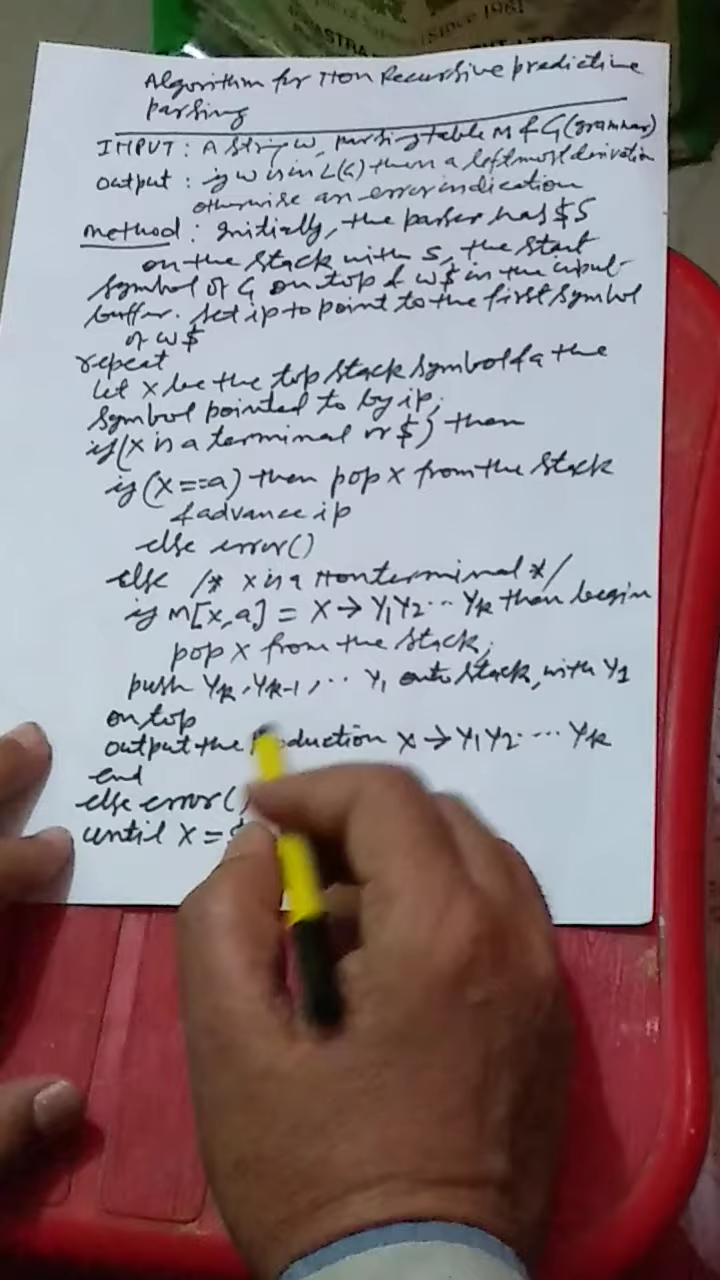 (Since 1961
ASTRA
LTD
Algorithm for Non Recursive predictive
parsing
INPUT : A string w, parsing table M & G (grammar)
output : if w is in L(G) then a leftmost derivation
otherwise an error indication
method : Initially, the parser has $S
on the stack with S, the start
symbol of G on top & w$ in the input
buffer. Set ip to point to the first symbol
of w$
repeat
let X be the top stack symbol & a the
symbol pointed to by ip;
if (X is a terminal or $) then
if (X==a) then pop X from the stack
& advance ip
else error()
else /* X is a Nonterminal */
if M[X,a] = X → Y1Y2 ··· Yk then begin
pop X from the stack;
push Yk, Yk-1, ·· Y1 onto stack, with Y1
on top
output the production X → Y1Y2 ···· Yk
end
else error()
until X = $